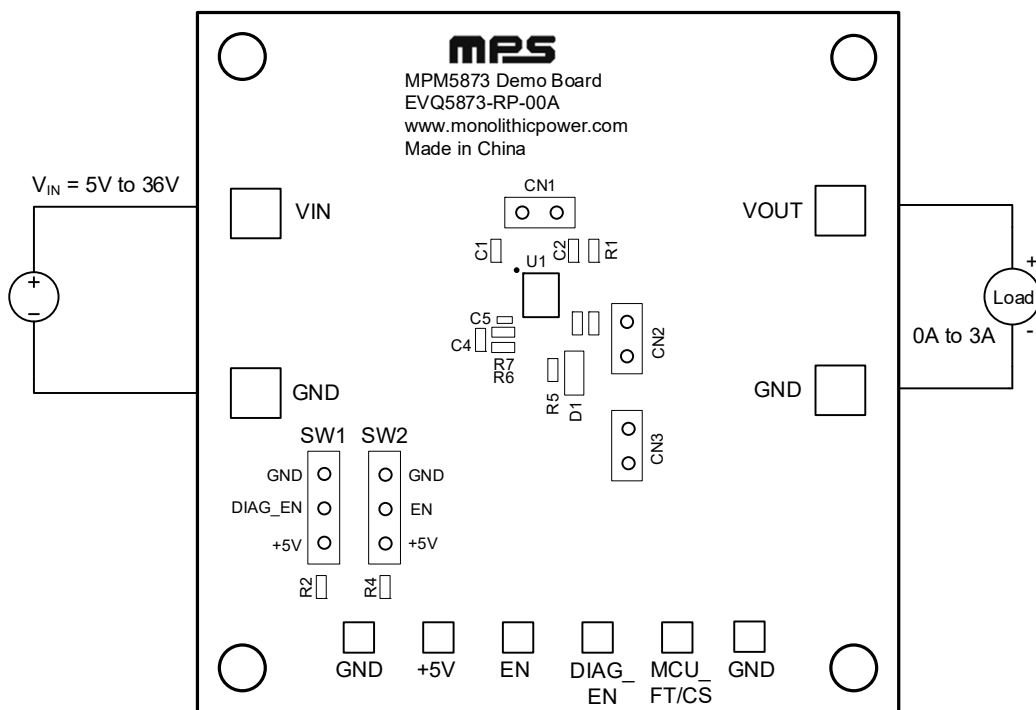 MPS
MPM5873 Demo Board
EVQ5873-RP-00A
www.monolithicpower.com
Made in China
VIN = 5V to 36V
+
−
VIN
CN1
VOUT
C1
C2
R1
U1
+
Load
-
0A to 3A
C5
C4
R7
R6
R5
D1
CN2
GND
GND
CN3
SW1
SW2
GND
DIAG_EN
+5V
GND
EN
+5V
R2
R4
GND
+5V
EN
DIAG_
EN
MCU_
FT/CS
GND